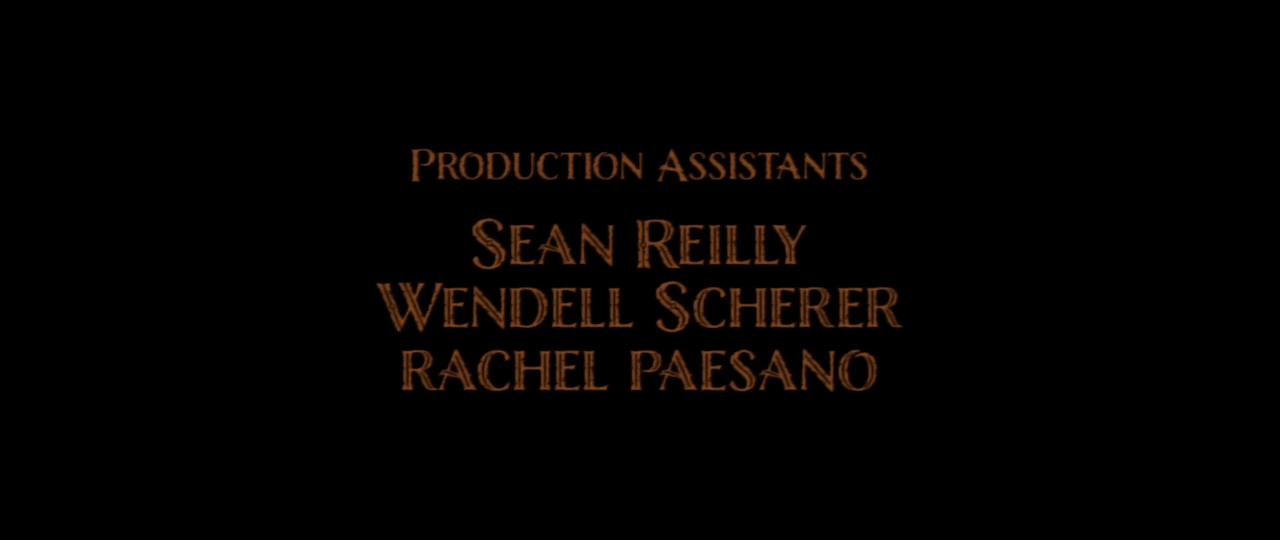 Production Assistants
Sean Reilly
Wendell Scherer
rachel paesano